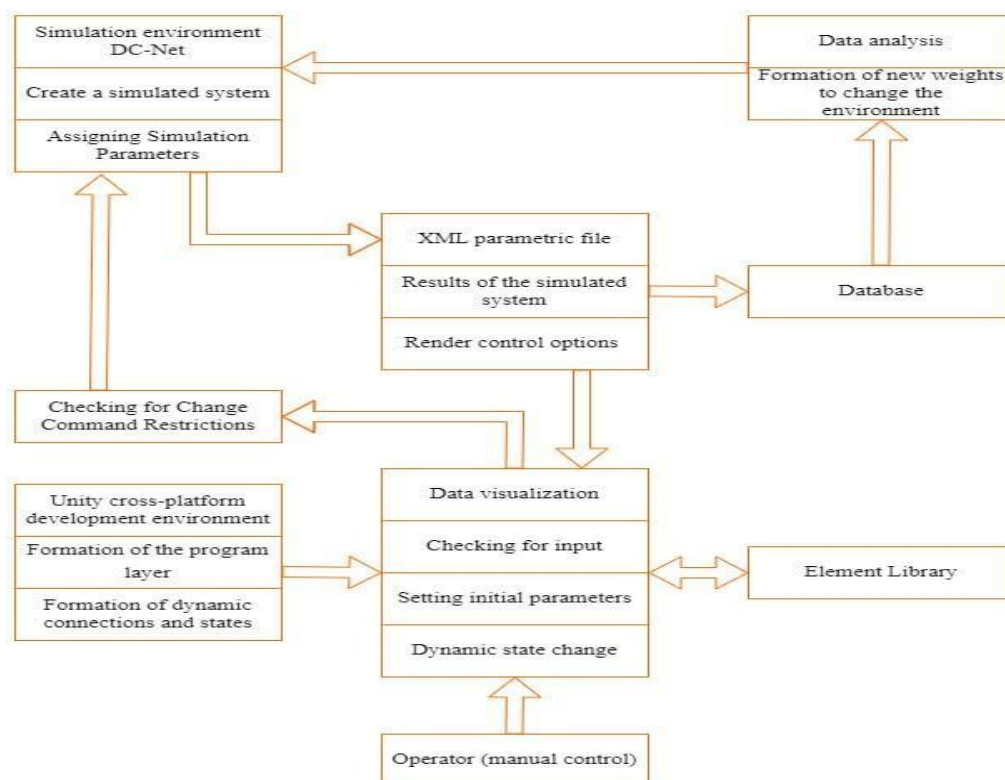 Simulation environment
DC-Net
Create a simulated system
Assigning Simulation
Parameters
Data analysis
Formation of new weights
to change the
environment
XML parametric file
Results of the simulated
system
Render control options
Database
Checking for Change
Command Restrictions
Unity cross-platform
development environment
Formation of the program
layer
Formation of dynamic
connections and states
Data visualization
Checking for input
Setting initial parameters
Dynamic state change
Element Library
Operator (manual control)